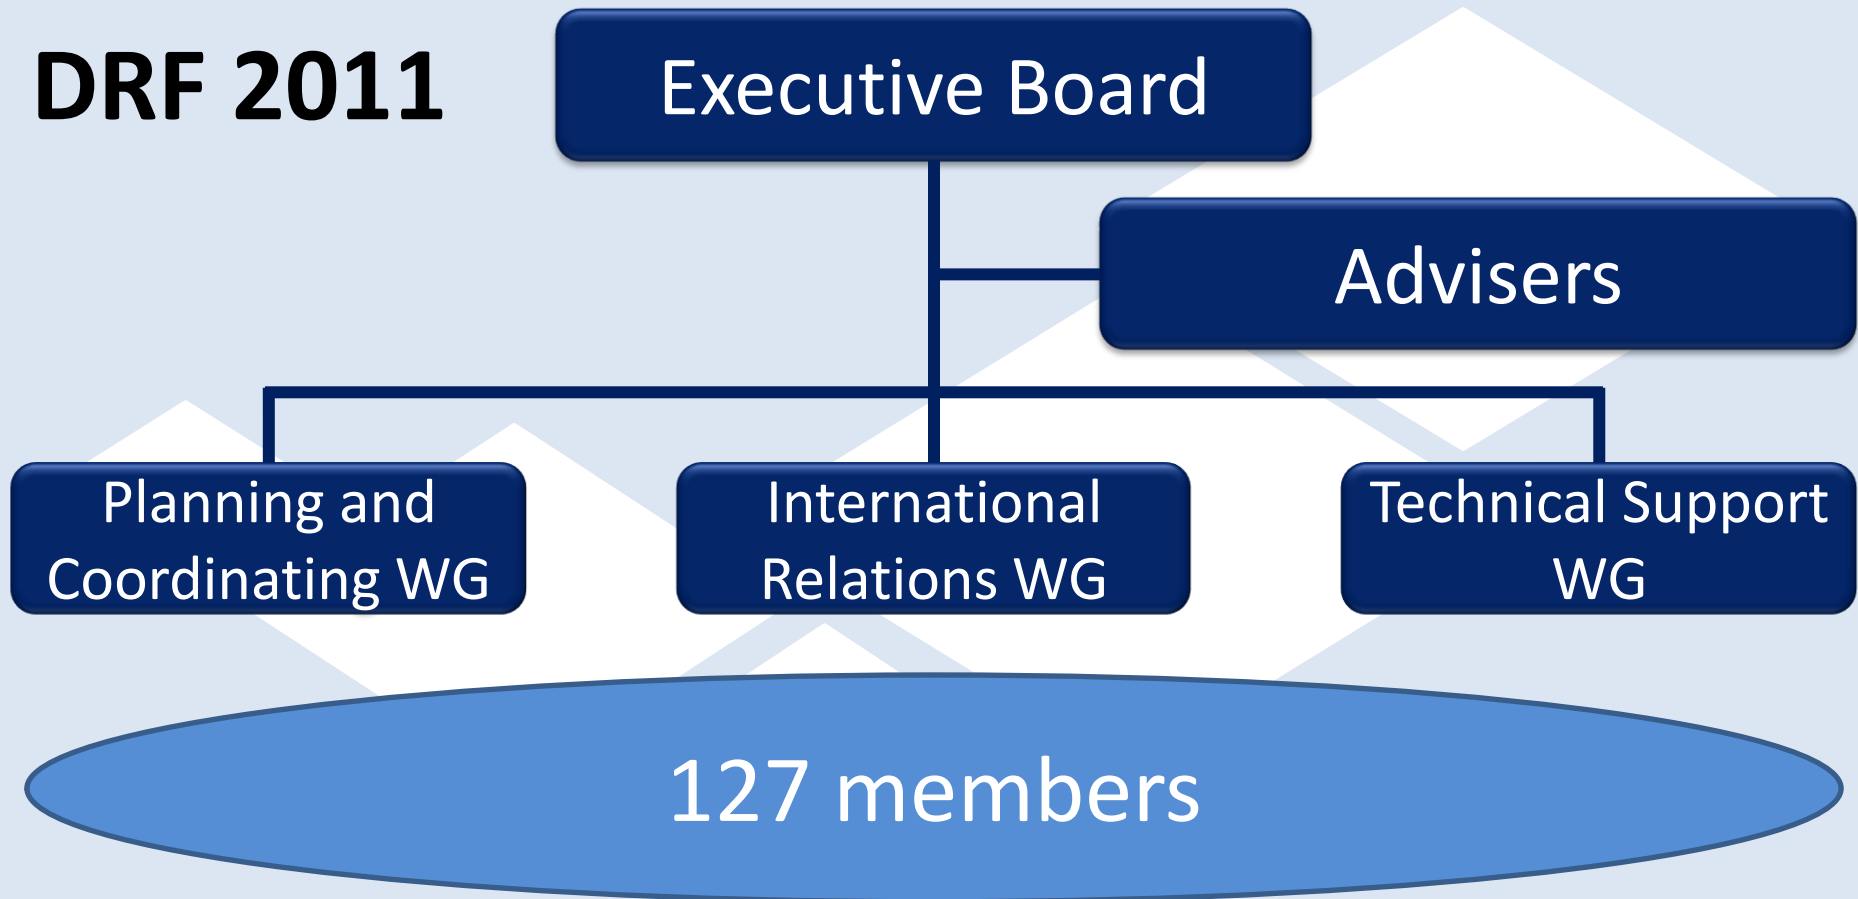 DRF 2011
Executive Board
Advisers
Planning and
Coordinating WG
International
Relations WG
Technical Support
WG
127 members